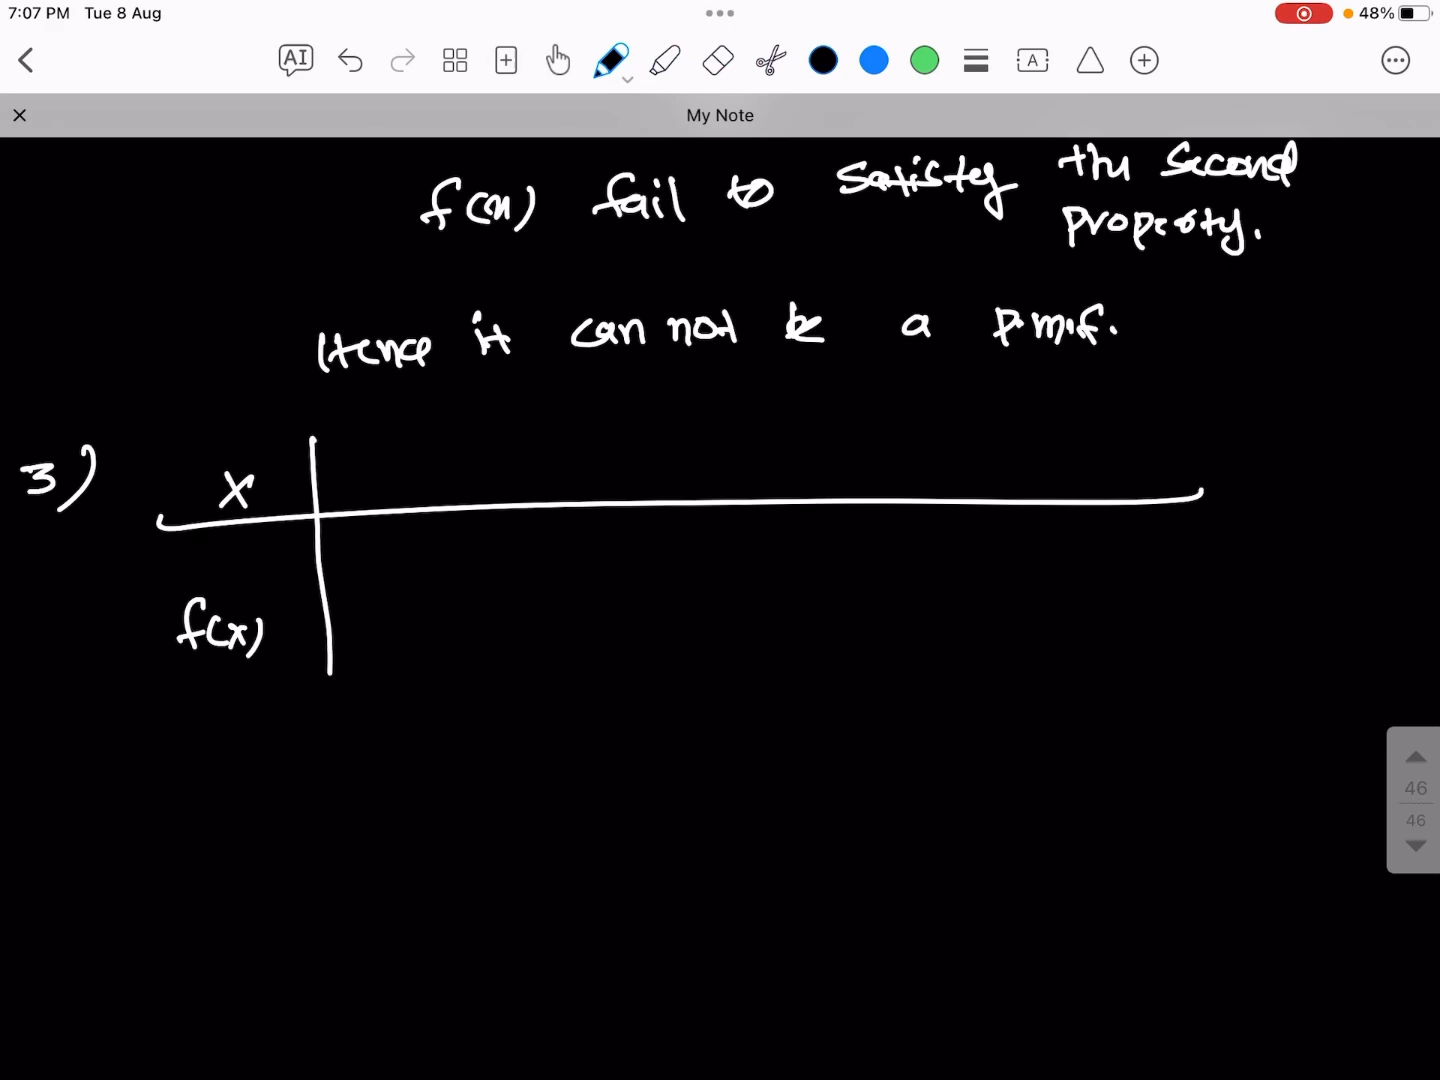 7:07 PM Tue 8 Aug
48%
AI
A
My Note
f(x) fail to satisfy the second
property.
Hence it can not be a p.m.f.
3) X
f(x)
46
46